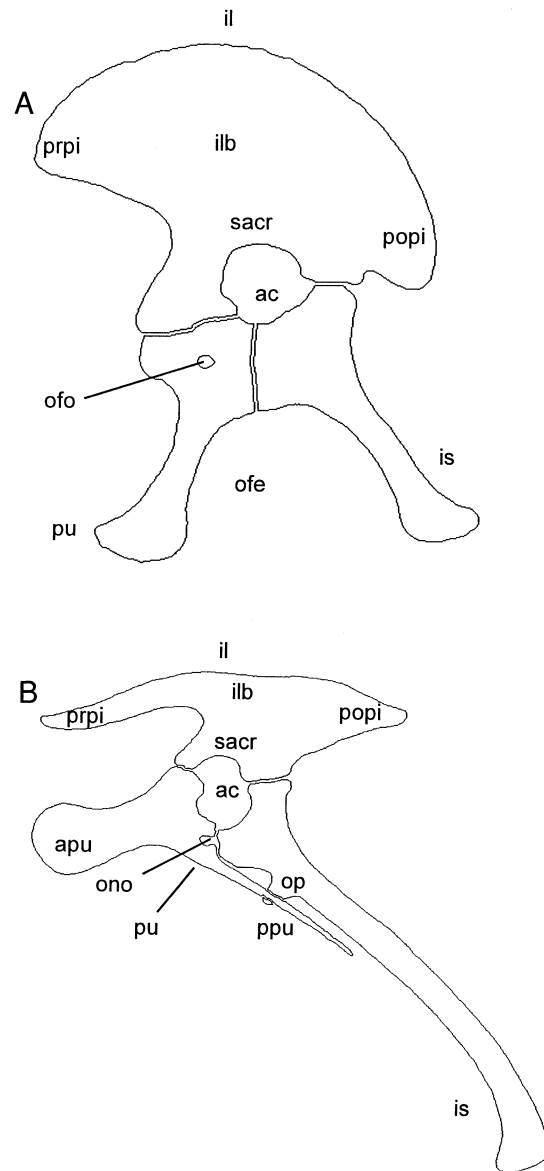 il
A
prpi
ilb
sacr
popi
ac
ofo
is
ofe
pu
il
B
ilb
prpi
popi
sacr
ac
apu
ono
op
pu
ppu
is